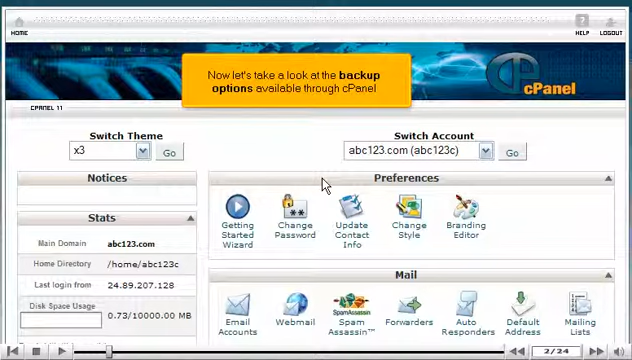 HOME
HELP
LOGOUT
Now let's take a look at the backup
options available through cPanel
cPanel
CPANEL 11
Switch Theme
x3
Go
Switch Account
abc123.com (abc123c)
Go
Notices
Stats
Main Domain
abc123.com
Home Directory
/home/abc123c
Last login from
24.89.207.128
Disk Space Usage
0.73/10000.00 MB
Preferences
Getting
Started
Wizard
Change
Password
Update
Contact
Info
Change
Style
Branding
Editor
Mail
Email
Accounts
Webmail
SpamAssassin
Spam
Assassin™
Forwarders
Auto
Responders
Default
Address
Mailing
Lists
2/24